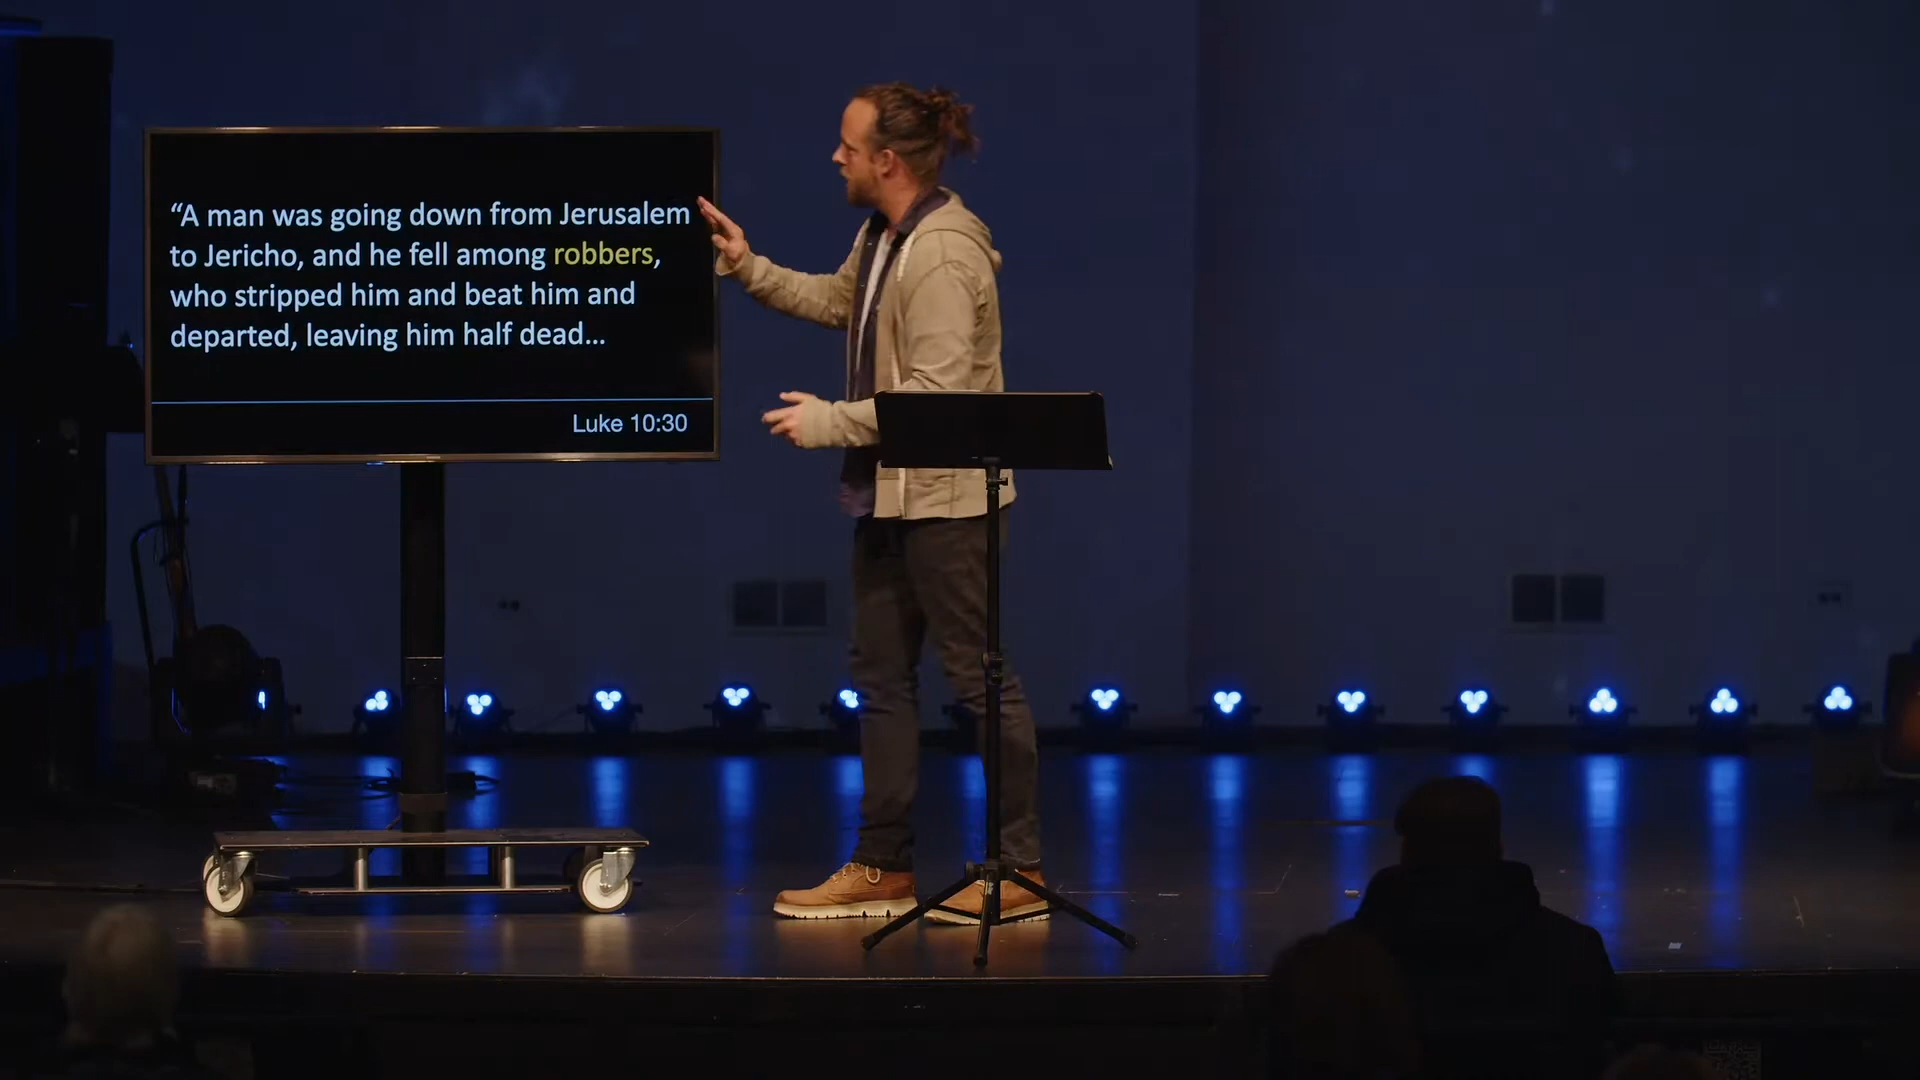 “A man was going down from Jerusalem
to Jericho, and he fell among robbers,
who stripped him and beat him and
departed, leaving him half dead...
Luke 10:30